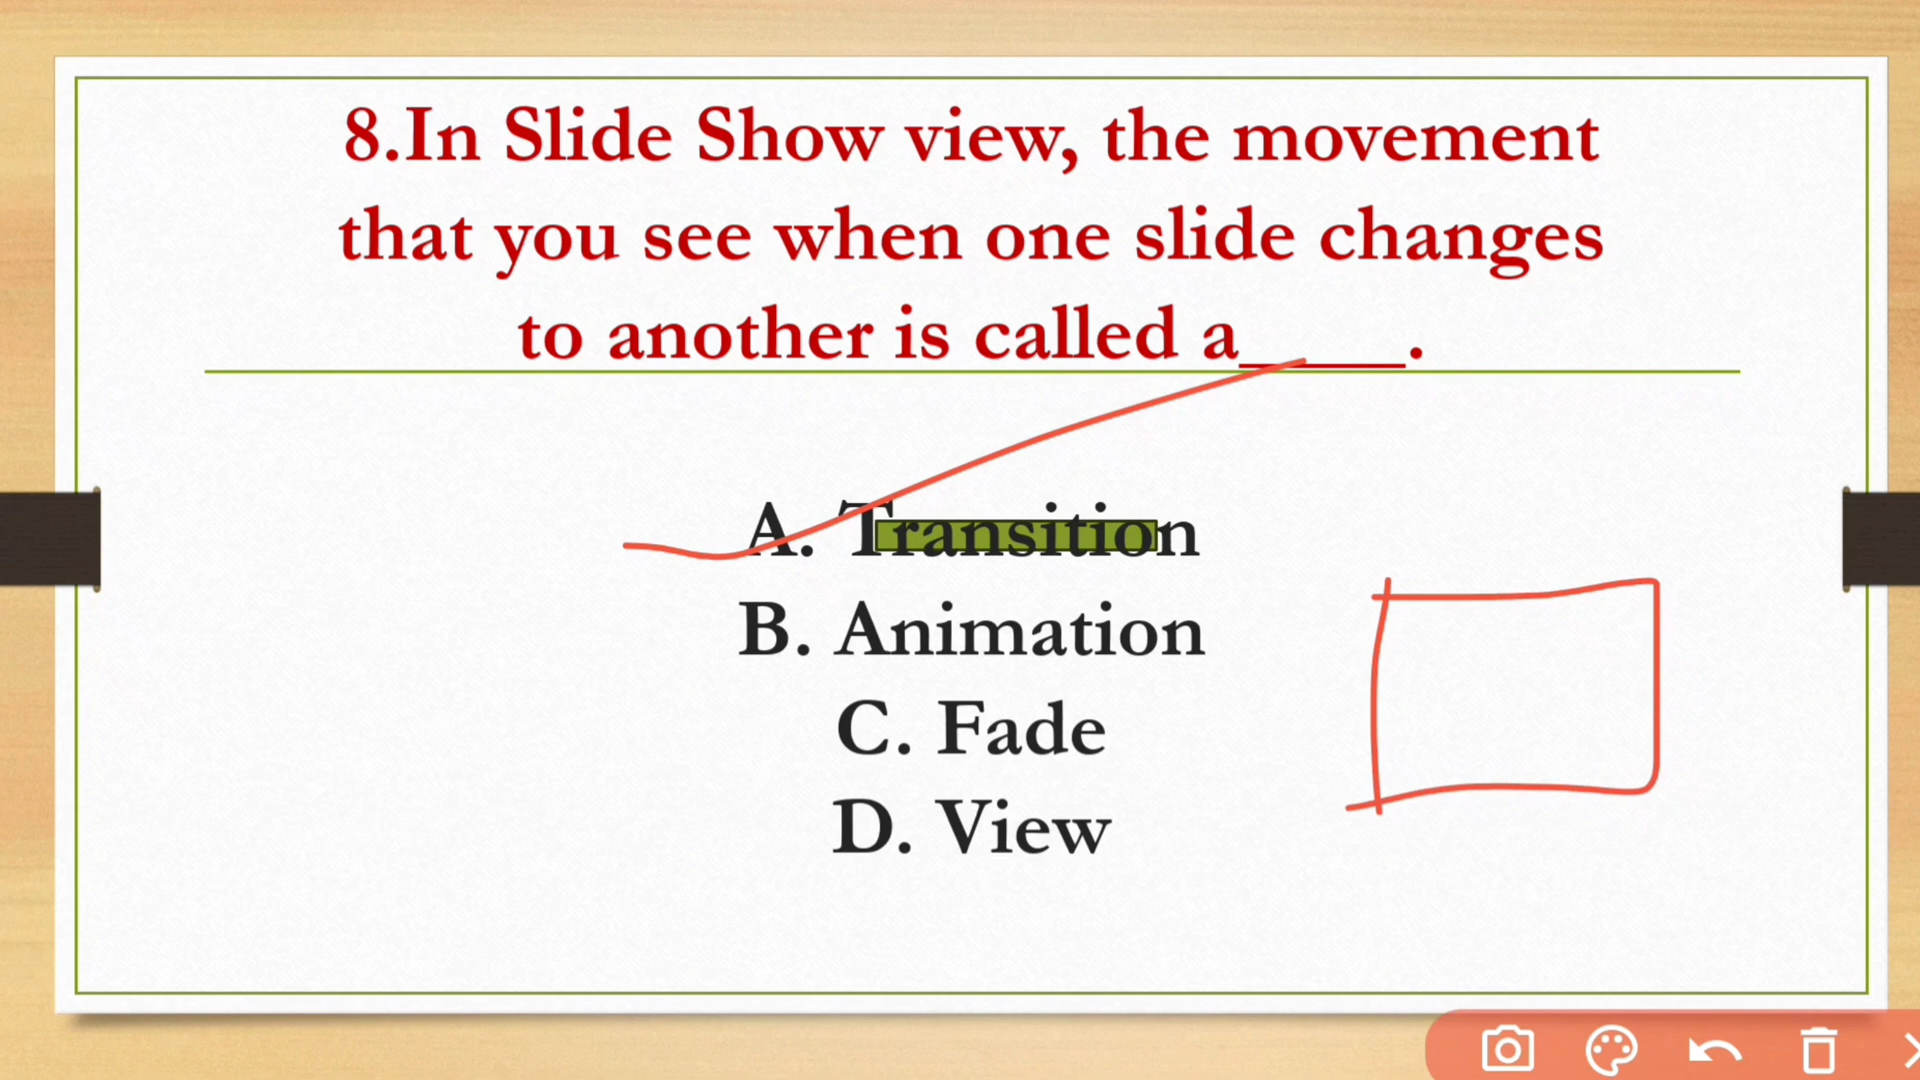 8.In Slide Show view, the movement
that you see when one slide changes
to another is called a_____.
A. Transition
B. Animation
C. Fade
D. View